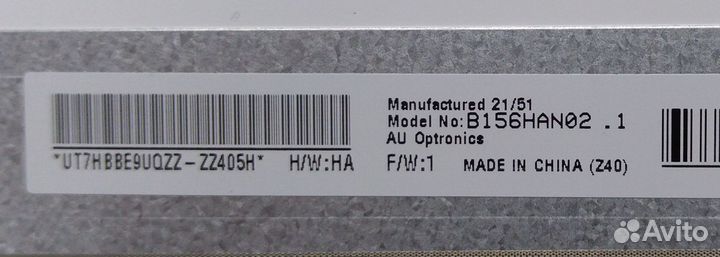 *UT7HBBE9UQZZ-ZZ405H* H/W:HA
Manufactured 21/51
Model No:B156HAN02 .1
AU Optronics
F/W:1 MADE IN CHINA (Z40)
Avito